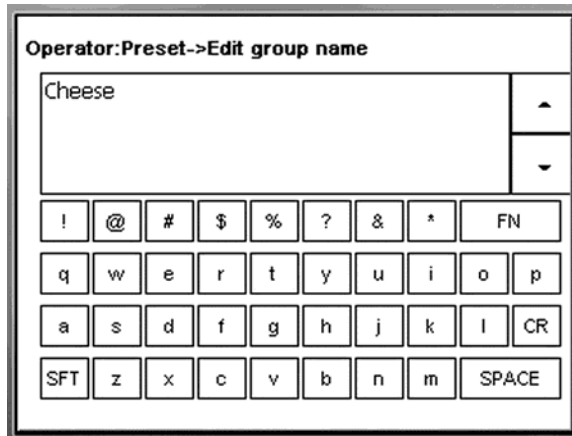 Operator:Preset->Edit group name
Cheese
! @ # $ % ? & * FN
q w e r t y u i o p
a s d f g h j k l CR
SFT z x c v b n m SPACE